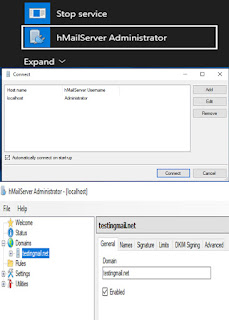 Stop service
hMailServer Administrator
Expand
Connect
Host name hMailServer Username
localhost Administrator
Add
Edit
Remove
Automatically connect on start-up
Connect Cancel
hMailServer Administrator - [localhost]
File Help
Welcome
Status
Domains
testingmail.net
Rules
Settings
Utilities
testingmail.net
General Names Signature Limits DKIM Signing Advanced
Domain
testingmail.net
Enabled